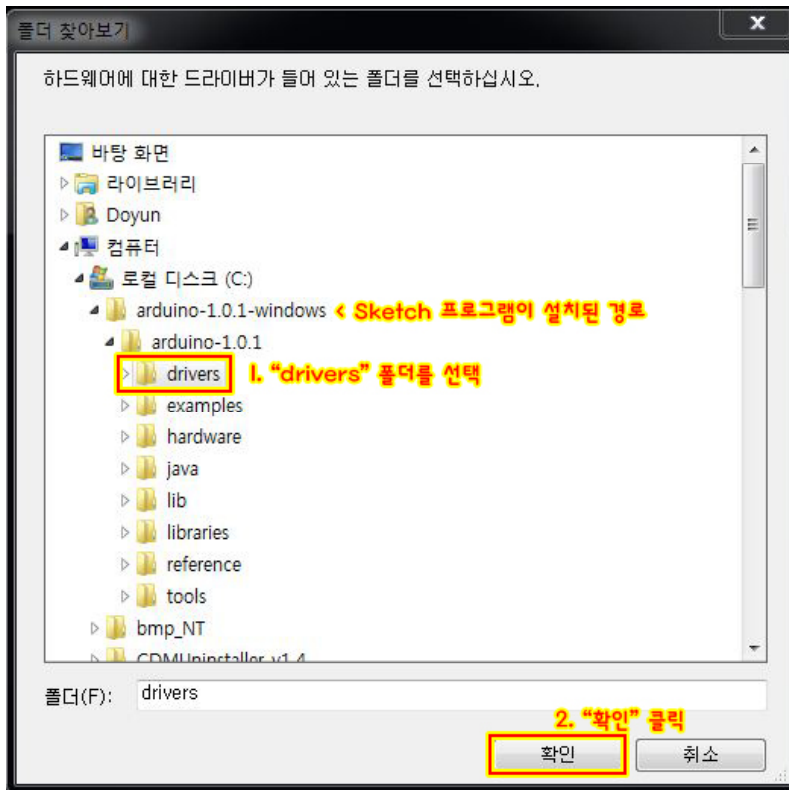 폴더 찾아보기
x
하드웨어에 대한 드라이버가 들어 있는 폴더를 선택하십시오.
바탕 화면
라이브러리
Doyun
컴퓨터
로컬 디스크 (C:)
arduino-1.0.1-windows < Sketch 프로그램이 설치된 경로
arduino-1.0.1
drivers 1. “drivers” 폴더를 선택
examples
hardware
java
lib
libraries
reference
tools
bmp_NT
CDMUninstaller_v1.4
폴더(F): drivers
2. “확인” 클릭
확인 취소